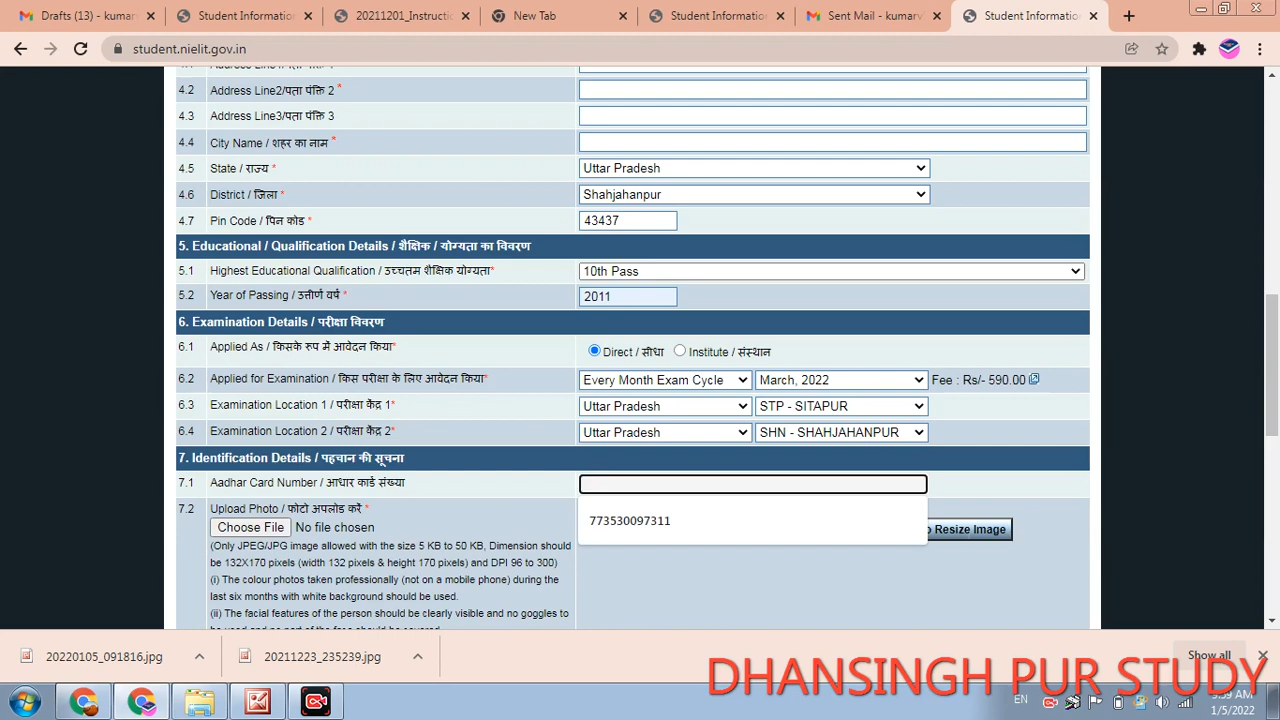 Drafts (13) - kumar
Student Information
20211201_Instructi
New Tab
Student Informatio
Sent Mail - kumarv
Student Informatio
student.nielit.gov.in
4.2 Address Line2/पता पंक्ति 2 *
4.3 Address Line3/पता पंक्ति 3
4.4 City Name / शहर का नाम *
4.5 State / राज्य * Uttar Pradesh
4.6 District / जिला * Shahjahanpur
4.7 Pin Code / पिन कोड * 43437
5. Educational / Qualification Details / शैक्षिक / योग्यता का विवरण
5.1 Highest Educational Qualification / उच्चतम शैक्षिक योग्यता* 10th Pass
5.2 Year of Passing / उत्तीर्ण वर्ष * 2011
6. Examination Details / परीक्षा विवरण
6.1 Applied As / किसके रुप में आवेदन किया* Direct / सीधा Institute / संस्थान
6.2 Applied for Examination / किस परीक्षा के लिए आवेदन किया* Every Month Exam Cycle March, 2022 Fee : Rs/- 590.00
6.3 Examination Location 1 / परीक्षा केंद्र 1* Uttar Pradesh STP - SITAPUR
6.4 Examination Location 2 / परीक्षा केंद्र 2* Uttar Pradesh SHN - SHAHJAHANPUR
7. Identification Details / पहचान की सूचना
7.1 Aadhar Card Number / आधार कार्ड संख्या
773530097311
7.2 Upload Photo / फोटो अपलोड करें *
Choose File No file chosen
o Resize Image
(Only JPEG/JPG image allowed with the size 5 KB to 50 KB, Dimension should
be 132X170 pixels (width 132 pixels & height 170 pixels) and DPI 96 to 300)
(i) The colour photos taken professionally (not on a mobile phone) during the
last six months with white background should be used.
(ii) The facial features of the person should be clearly visible and no goggles to
20220105_091816.jpg
20211223_235239.jpg
Show all
DHANSINGH PUR STUDY
EN
1/5/2022